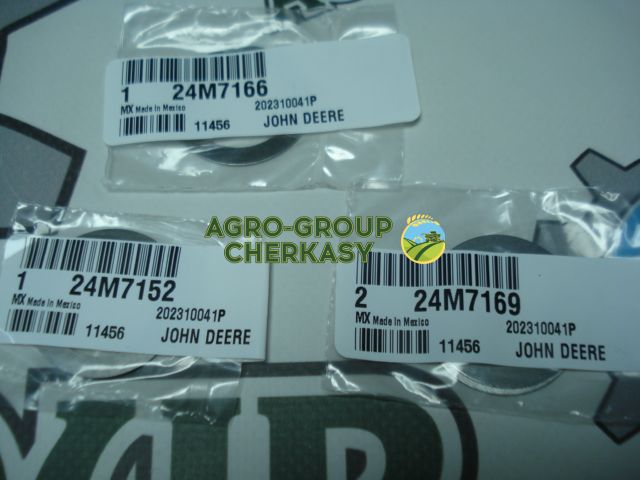 1 24M7166
MX Made in Mexico
202310041P
11456 JOHN DEERE
AGRO-GROUP
CHERKASY
1 24M7152
MX Made in Mexico
202310041P
11456 JOHN DEERE
2 24M7169
MX Made in Mexico
202310041P
11456 JOHN DEERE